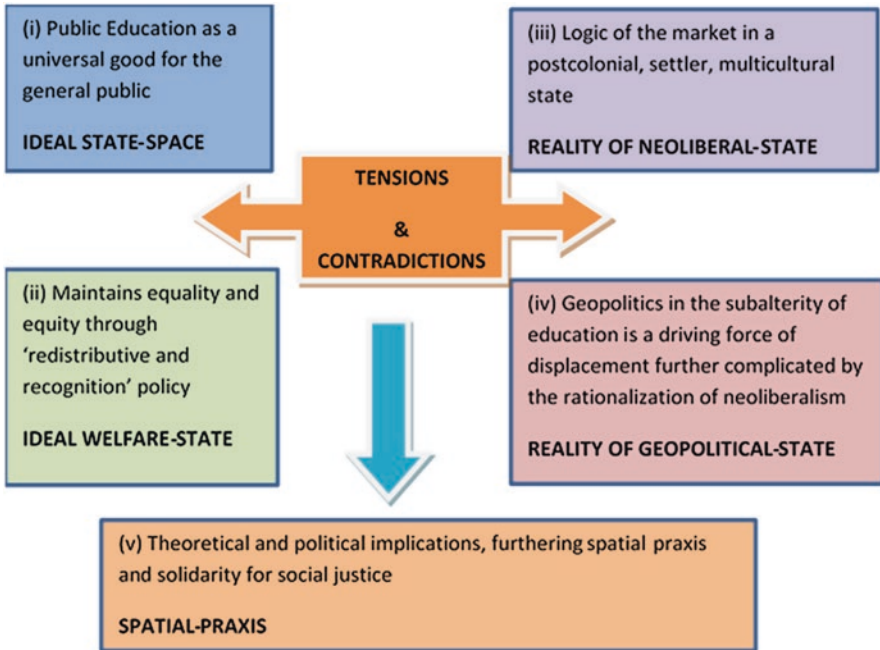 (i) Public Education as a
universal good for the
general public
IDEAL STATE-SPACE
(iii) Logic of the market in a
postcolonial, settler, multicultural
state
REALITY OF NEOLIBERAL-STATE
TENSIONS
&
CONTRADICTIONS
(ii) Maintains equality and
equity through
‘redistributive and
recognition’ policy
IDEAL WELFARE-STATE
(iv) Geopolitics in the subalterity of
education is a driving force of
displacement further complicated by
the rationalization of neoliberalism
REALITY OF GEOPOLITICAL-STATE
(v) Theoretical and political implications, furthering spatial praxis
and solidarity for social justice
SPATIAL-PRAXIS